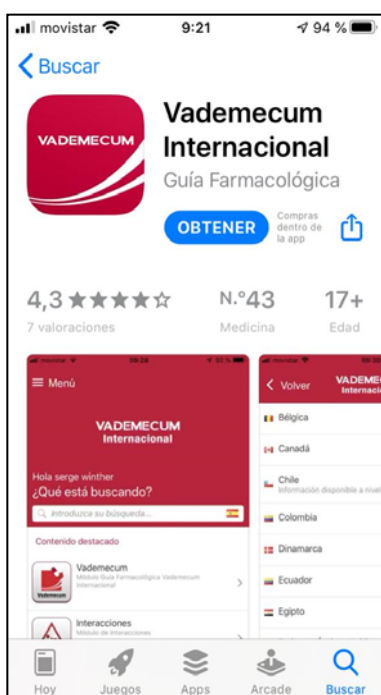 movistar 9:21 94 %
Buscar
VADEMECUM
Vademecum
Internacional
Guía Farmacológica
OBTENER
Compras
dentro de
la app
4,3 N.º43 17+
7 valoraciones Medicina Edad
Menú
VADEMECUM
Internacional
Hola serge winther
¿Qué está buscando?
Introduzca su búsqueda...
Contenido destacado
Vademecum
Módulo Guía Farmacológica Vademecum
Internacional
Vademecum
Interacciones
Módulo de Interacciones
Volver
Bélgica
Canadá
Chile
Información disponible a nivel
Colombia
Dinamarca
Ecuador
Egipto
Hoy Juegos Apps Arcade Buscar